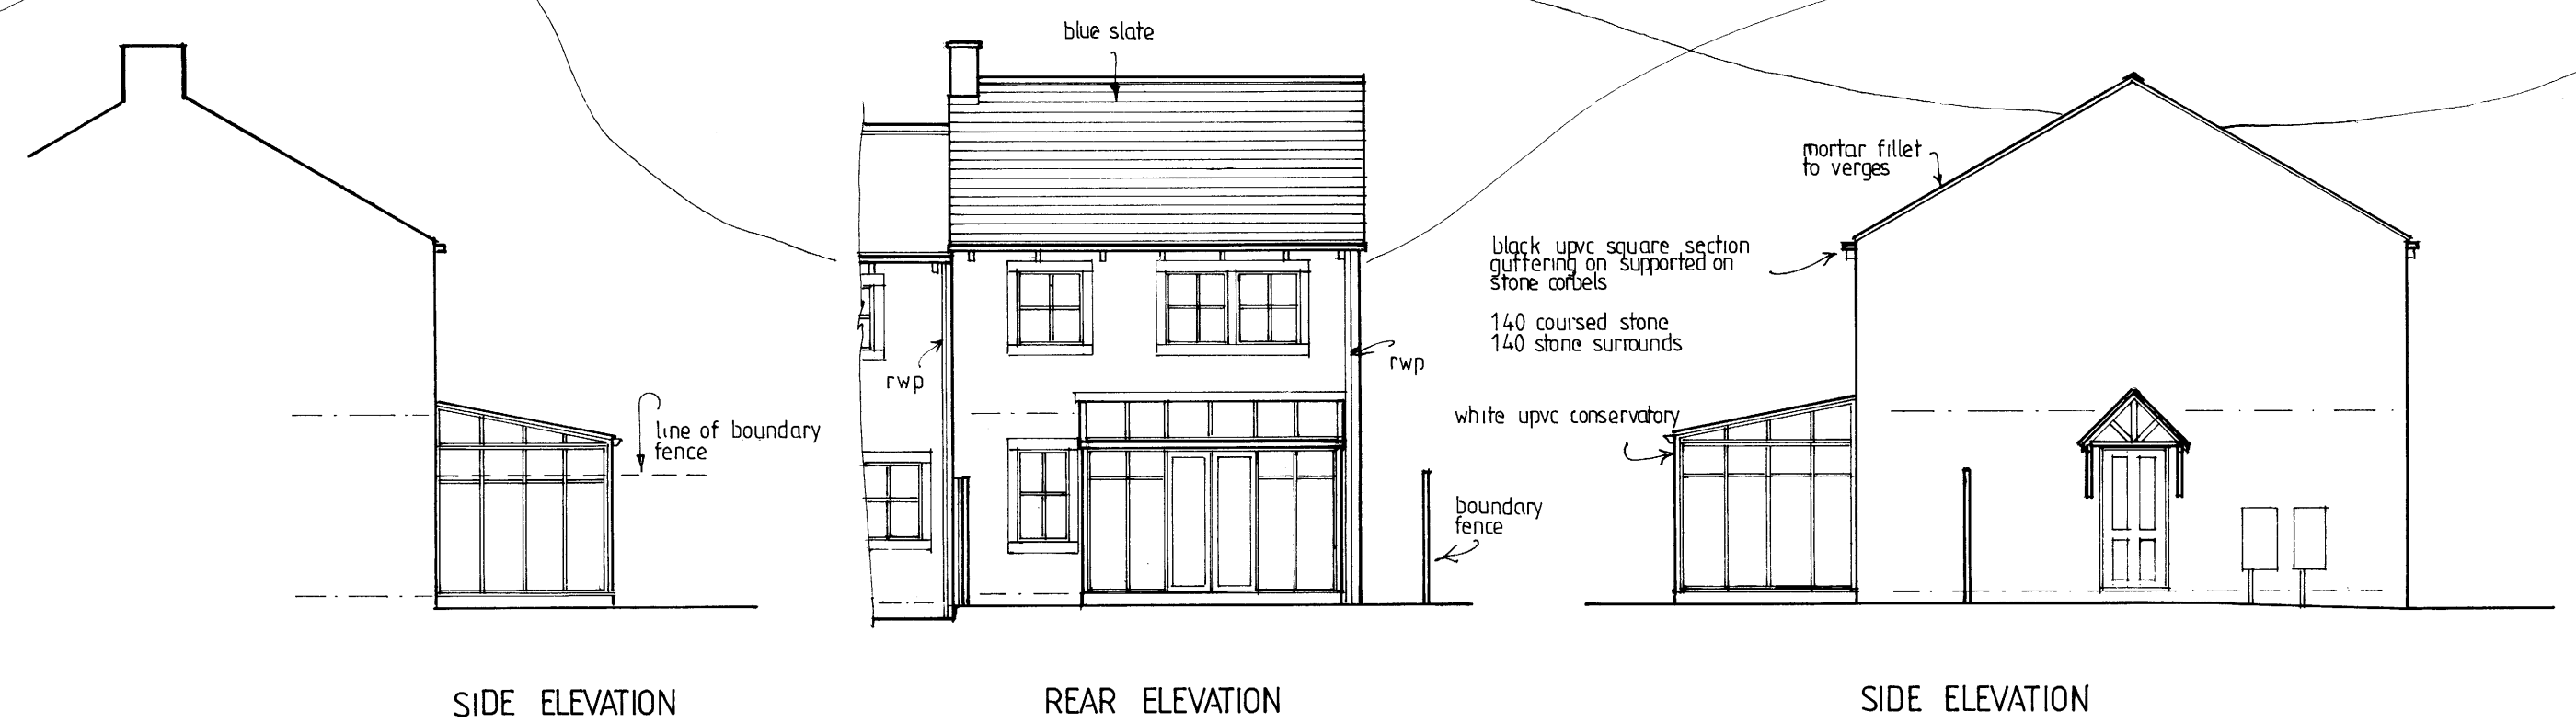 blue slate
mortar fillet
to verges
black upvc square section
guttering on supported on
stone corbels
140 coursed stone
140 stone surrounds
rwp
rwp
line of boundary
fence
white upvc conservatory
boundary
fence
SIDE ELEVATION
REAR ELEVATION
SIDE ELEVATION